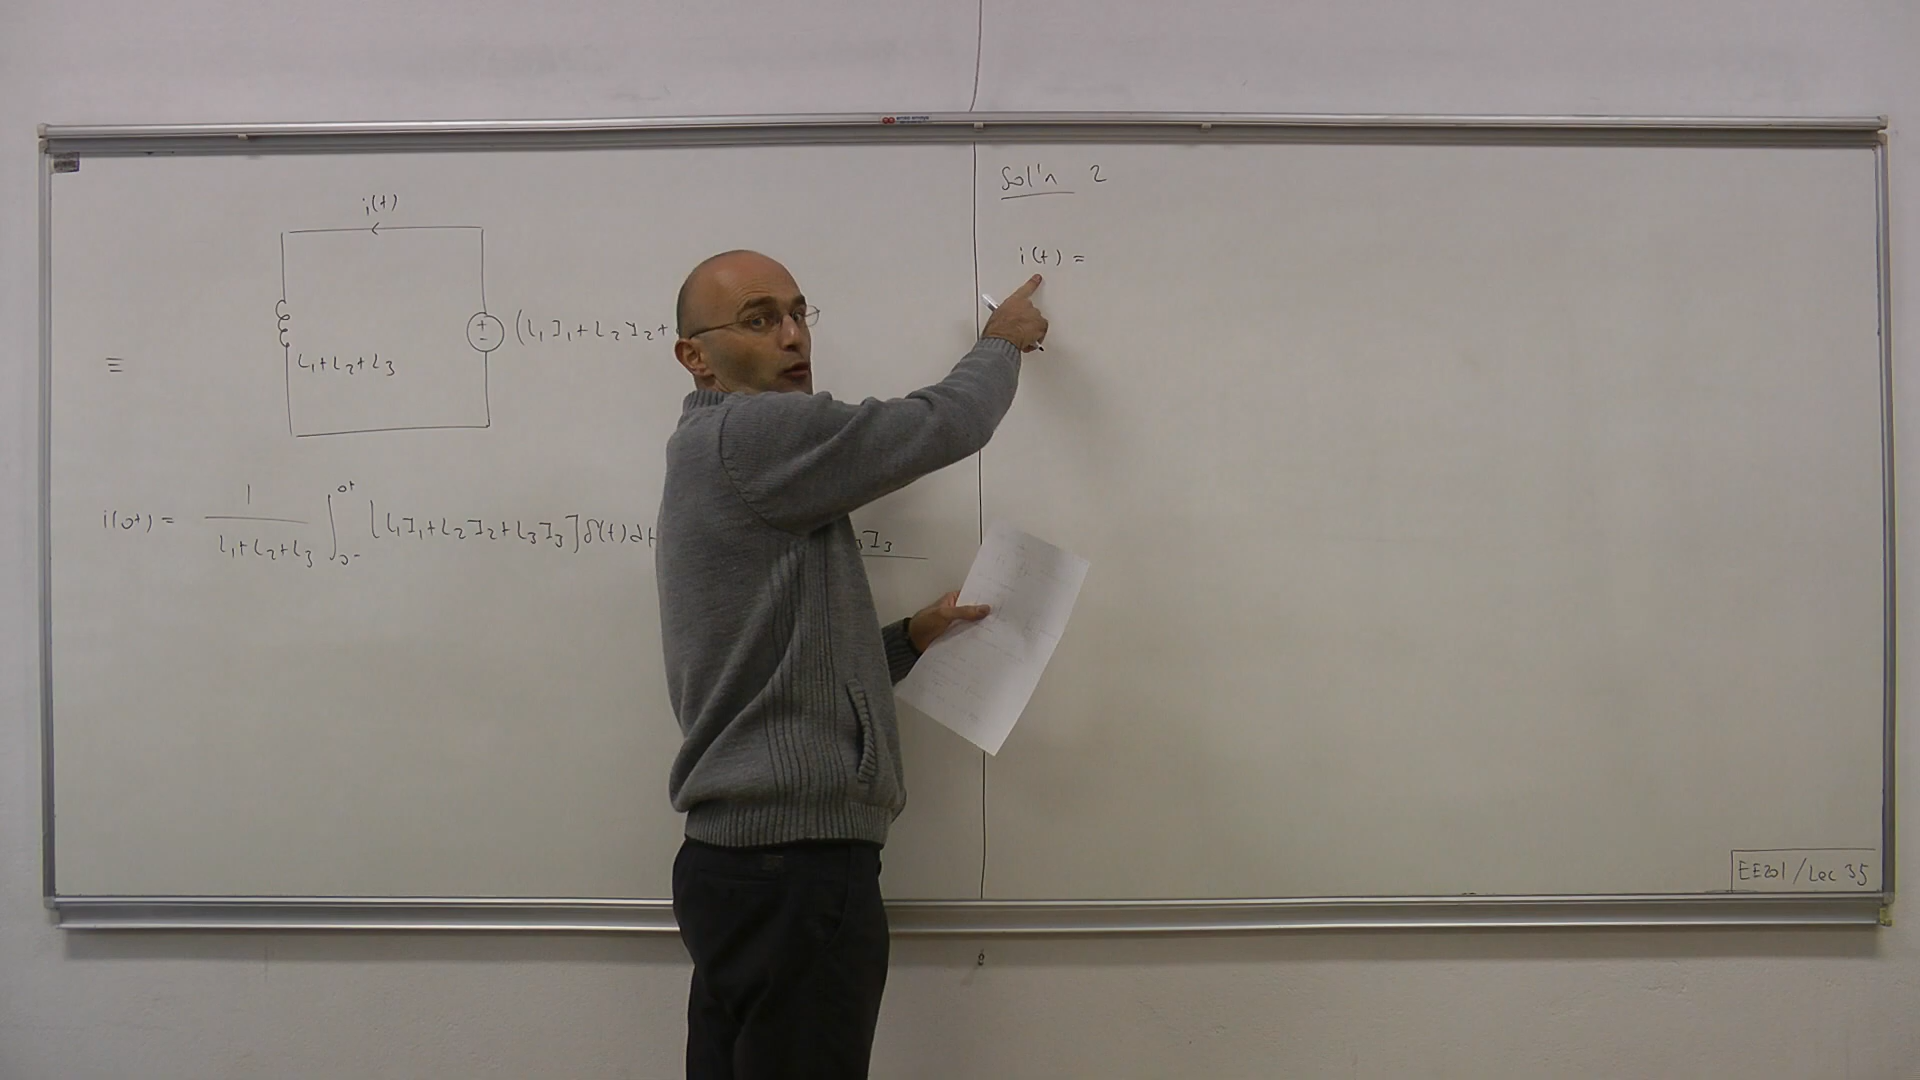 i(t)
≡
L₁+L₂+L₃
+
-
(L₁I₁+L₂I₂+
i(0+) = 1 / L₁+L₂+L₃ ∫0-^0+ [L₁I₁+L₂I₂+L₃I₃]δ(t)dt
₃I₃
Sol'n 2
i(t) =
EE201/Lec 35